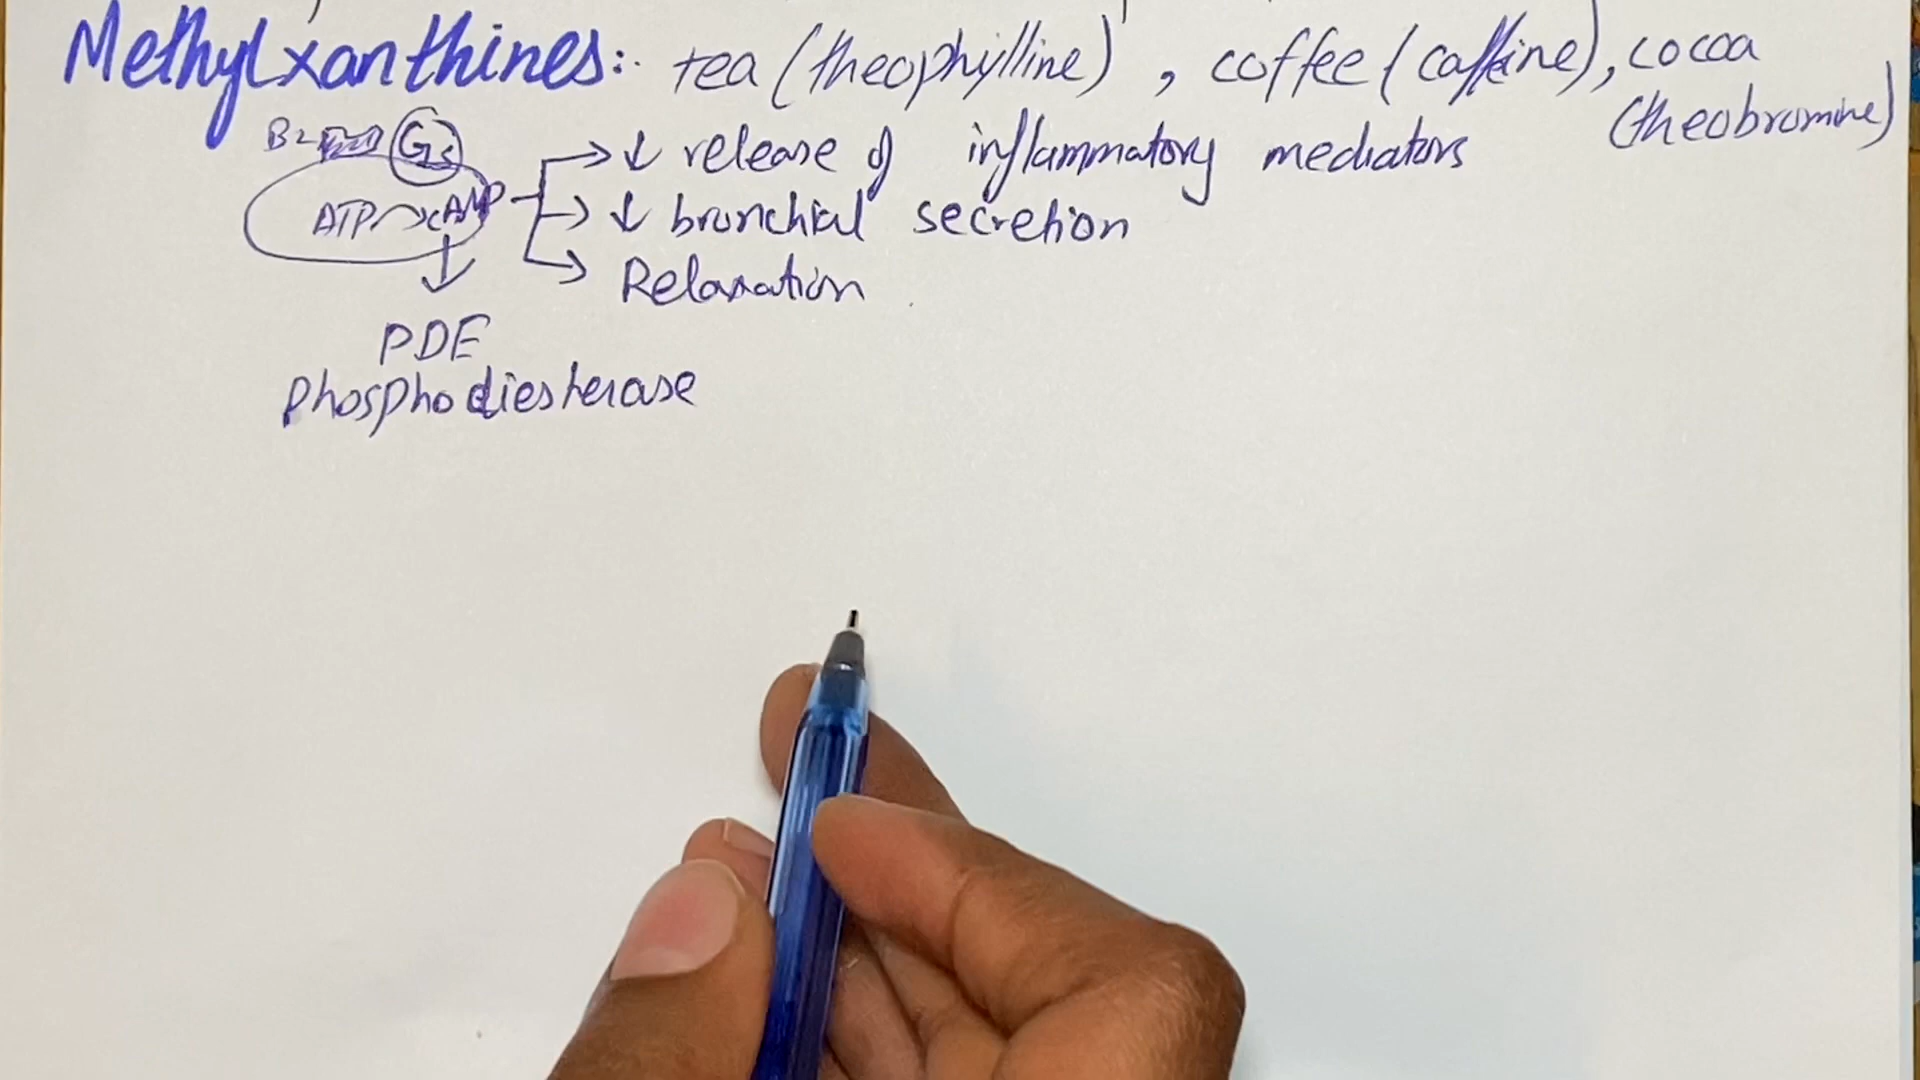 Methylxanthines:- tea (theophylline) , coffee (caffeine), cocoa
(theobromine)
B2 Gs
→ ↓ release of inflammatory mediators
ATP → cAMP → ↓ bronchial secretion
→ Relaxation
↓
PDE
Phosphodiesterase